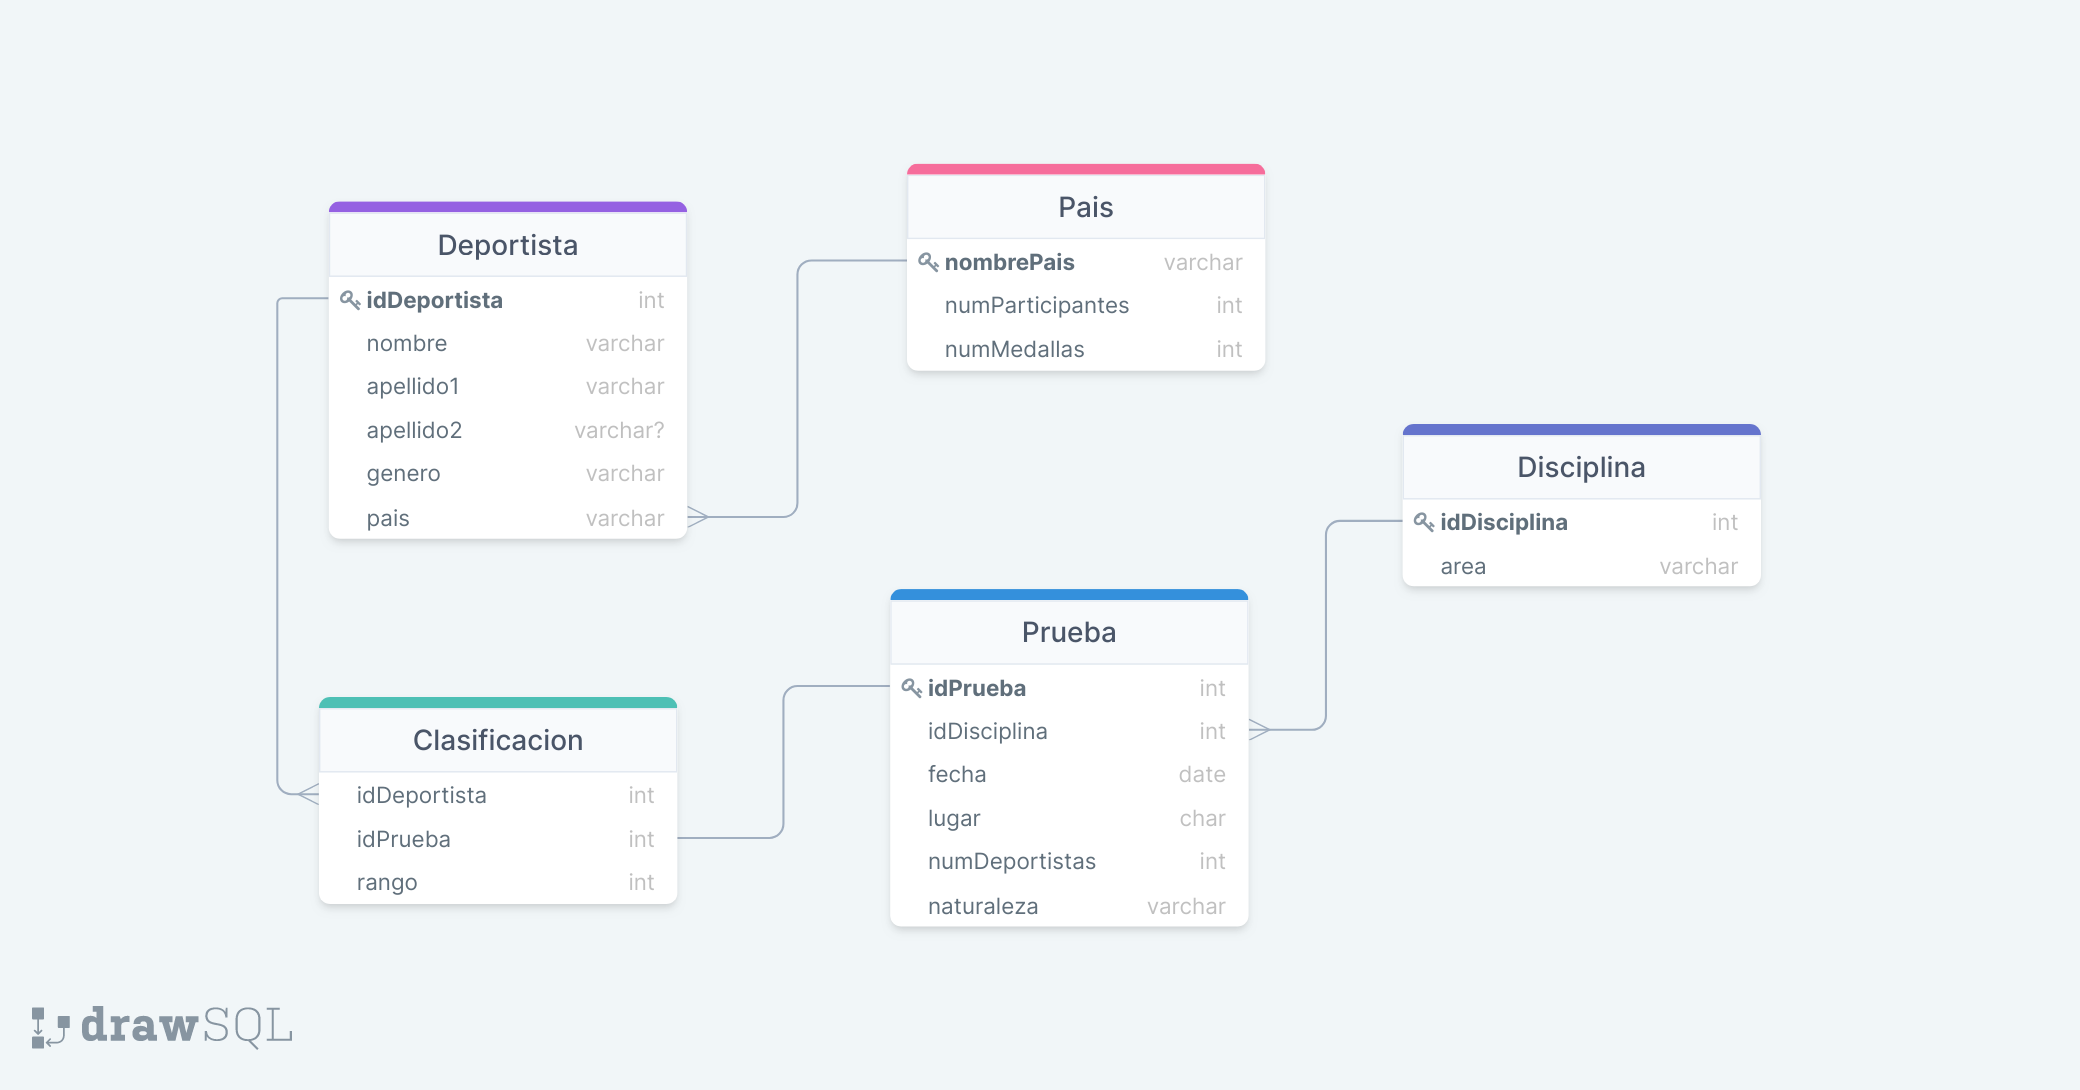 Deportista
idDeportista int
nombre varchar
apellido1 varchar
apellido2 varchar?
genero varchar
pais varchar
Pais
nombrePais varchar
numParticipantes int
numMedallas int
Disciplina
idDisciplina int
area varchar
Prueba
idPrueba int
idDisciplina int
fecha date
lugar char
numDeportistas int
naturaleza varchar
Clasificacion
idDeportista int
idPrueba int
rango int
drawSQL